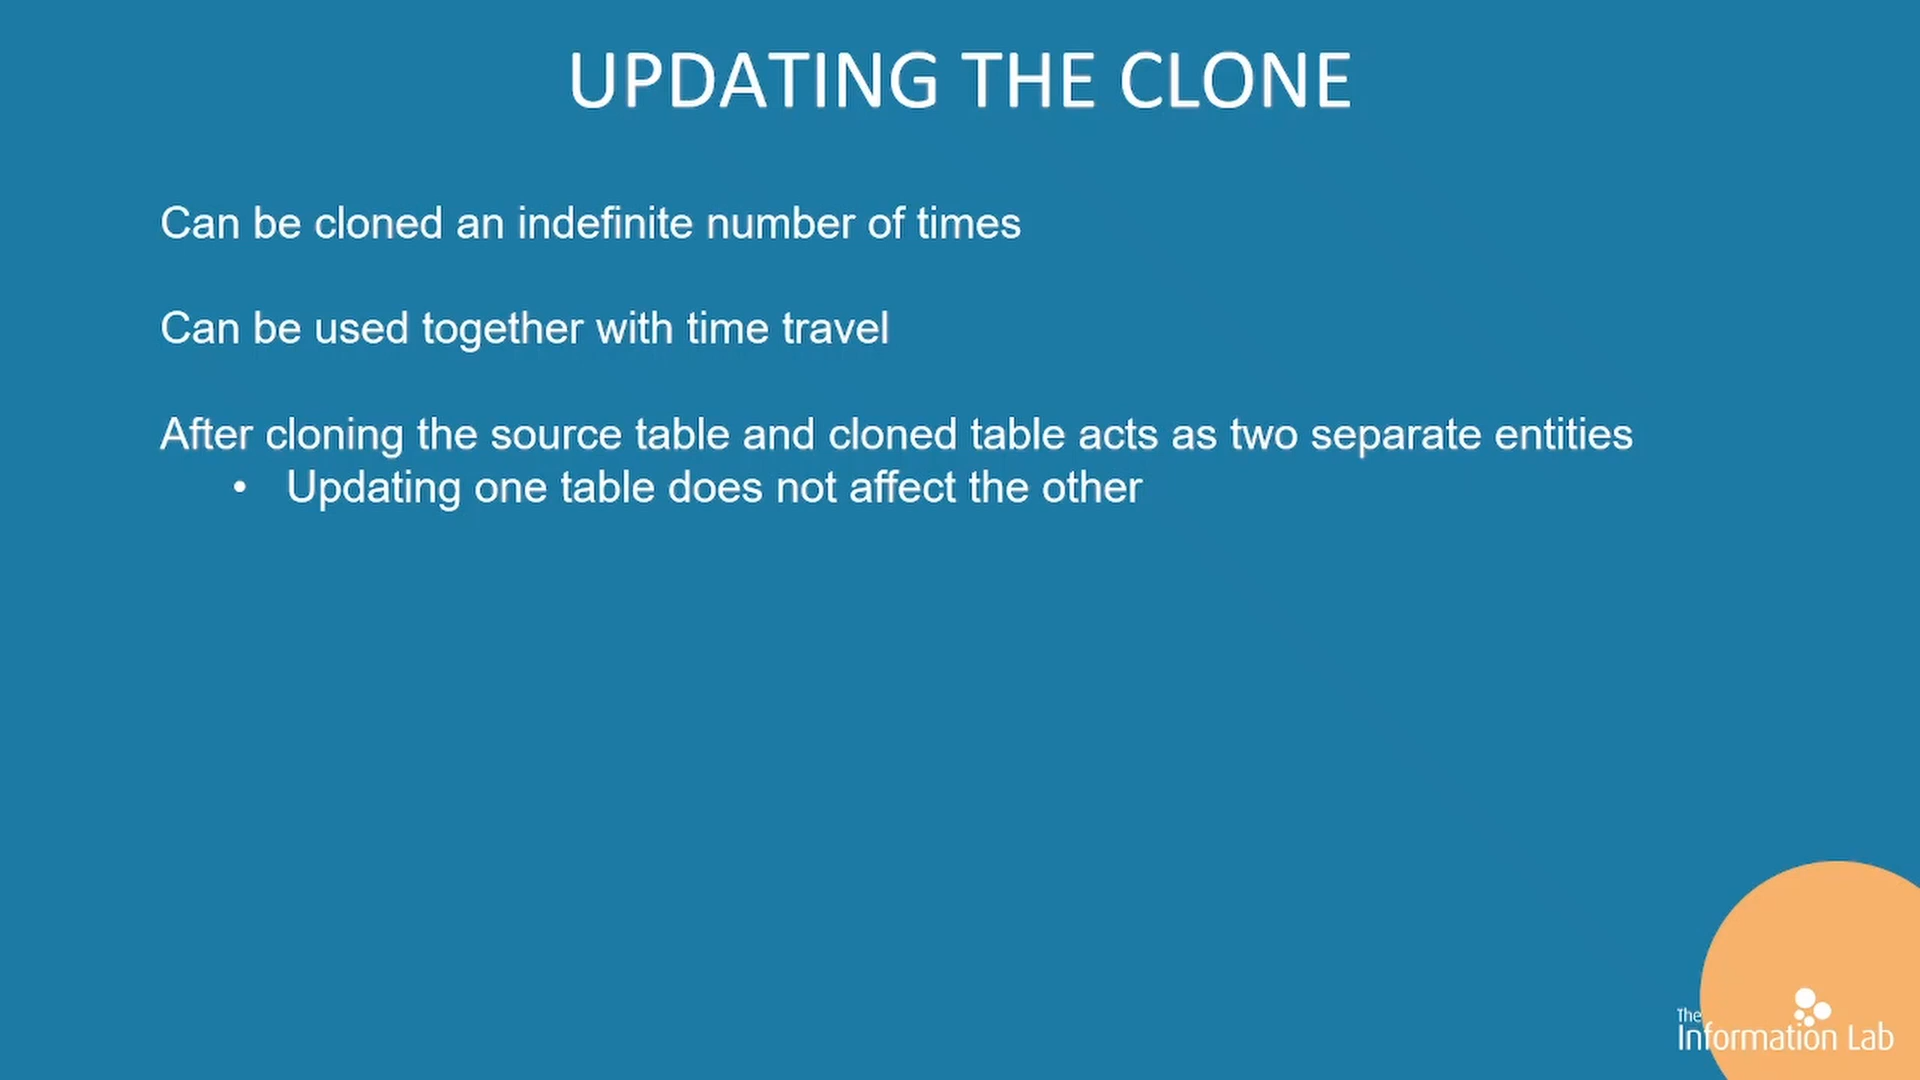 UPDATING THE CLONE
Can be cloned an indefinite number of times
Can be used together with time travel
After cloning the source table and cloned table acts as two separate entities
• Updating one table does not affect the other
The
Information Lab